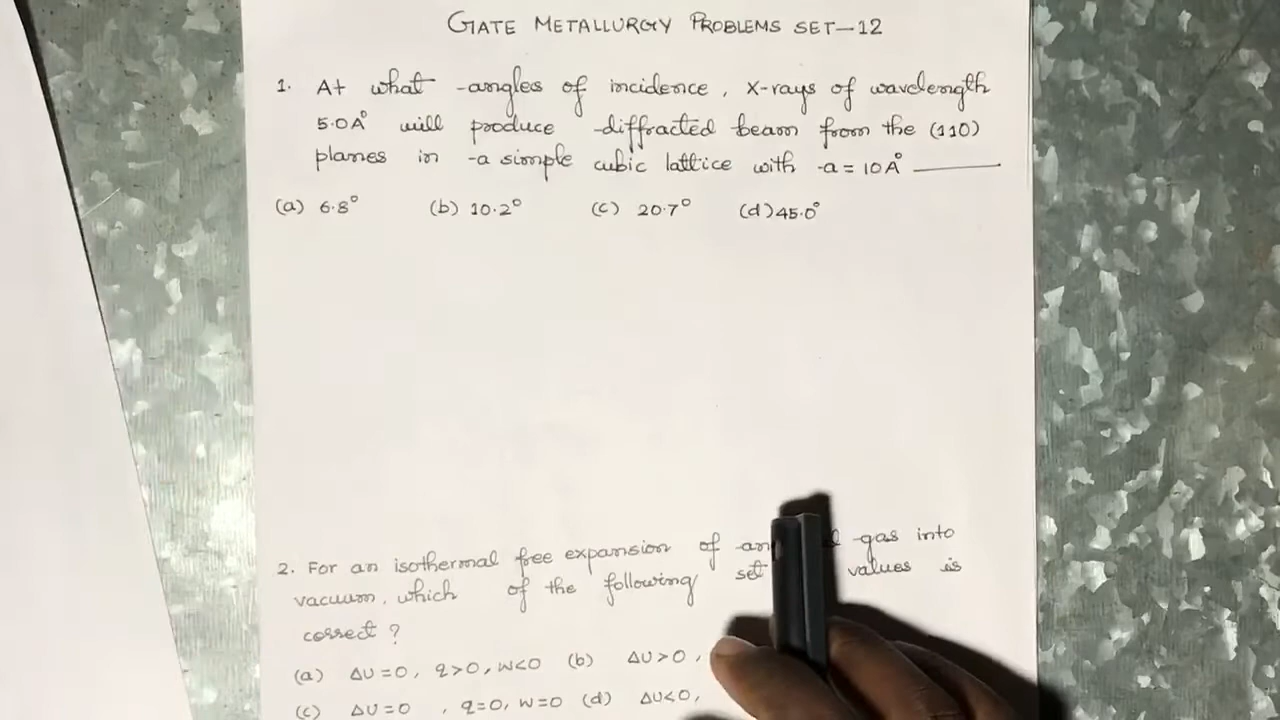 GATE METALLURGY PROBLEMS SET-12
1. At what angles of incidence, X-rays of wavelength
5.0A° will produce diffracted beam from the (110)
planes in a simple cubic lattice with a = 10A° ______
(a) 6.8° (b) 10.2° (c) 20.7° (d) 45.0°
2. For an isothermal free expansion of an gas into
vacuum, which of the following set values is
correct ?
(a) ΔU=0, q>0, W<0 (b) ΔU>0,
(c) ΔU=0, q=0, W=0 (d) ΔU<0,